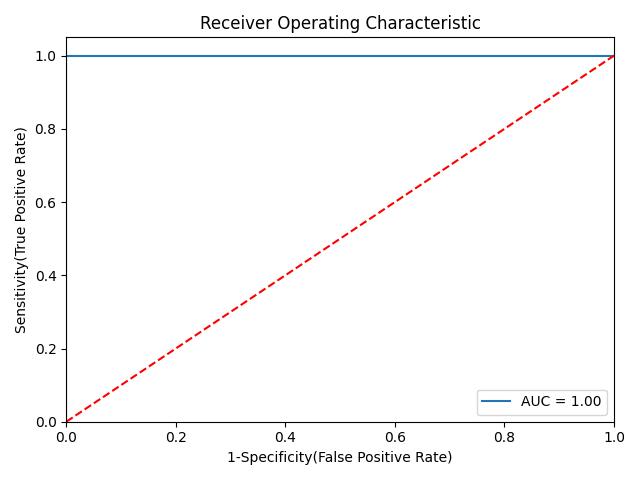 Receiver Operating Characteristic
1.0
0.8
0.6
0.4
0.2
0.0
Sensitivity(True Positive Rate)
AUC = 1.00
0.0 0.2 0.4 0.6 0.8 1.0
1-Specificity(False Positive Rate)